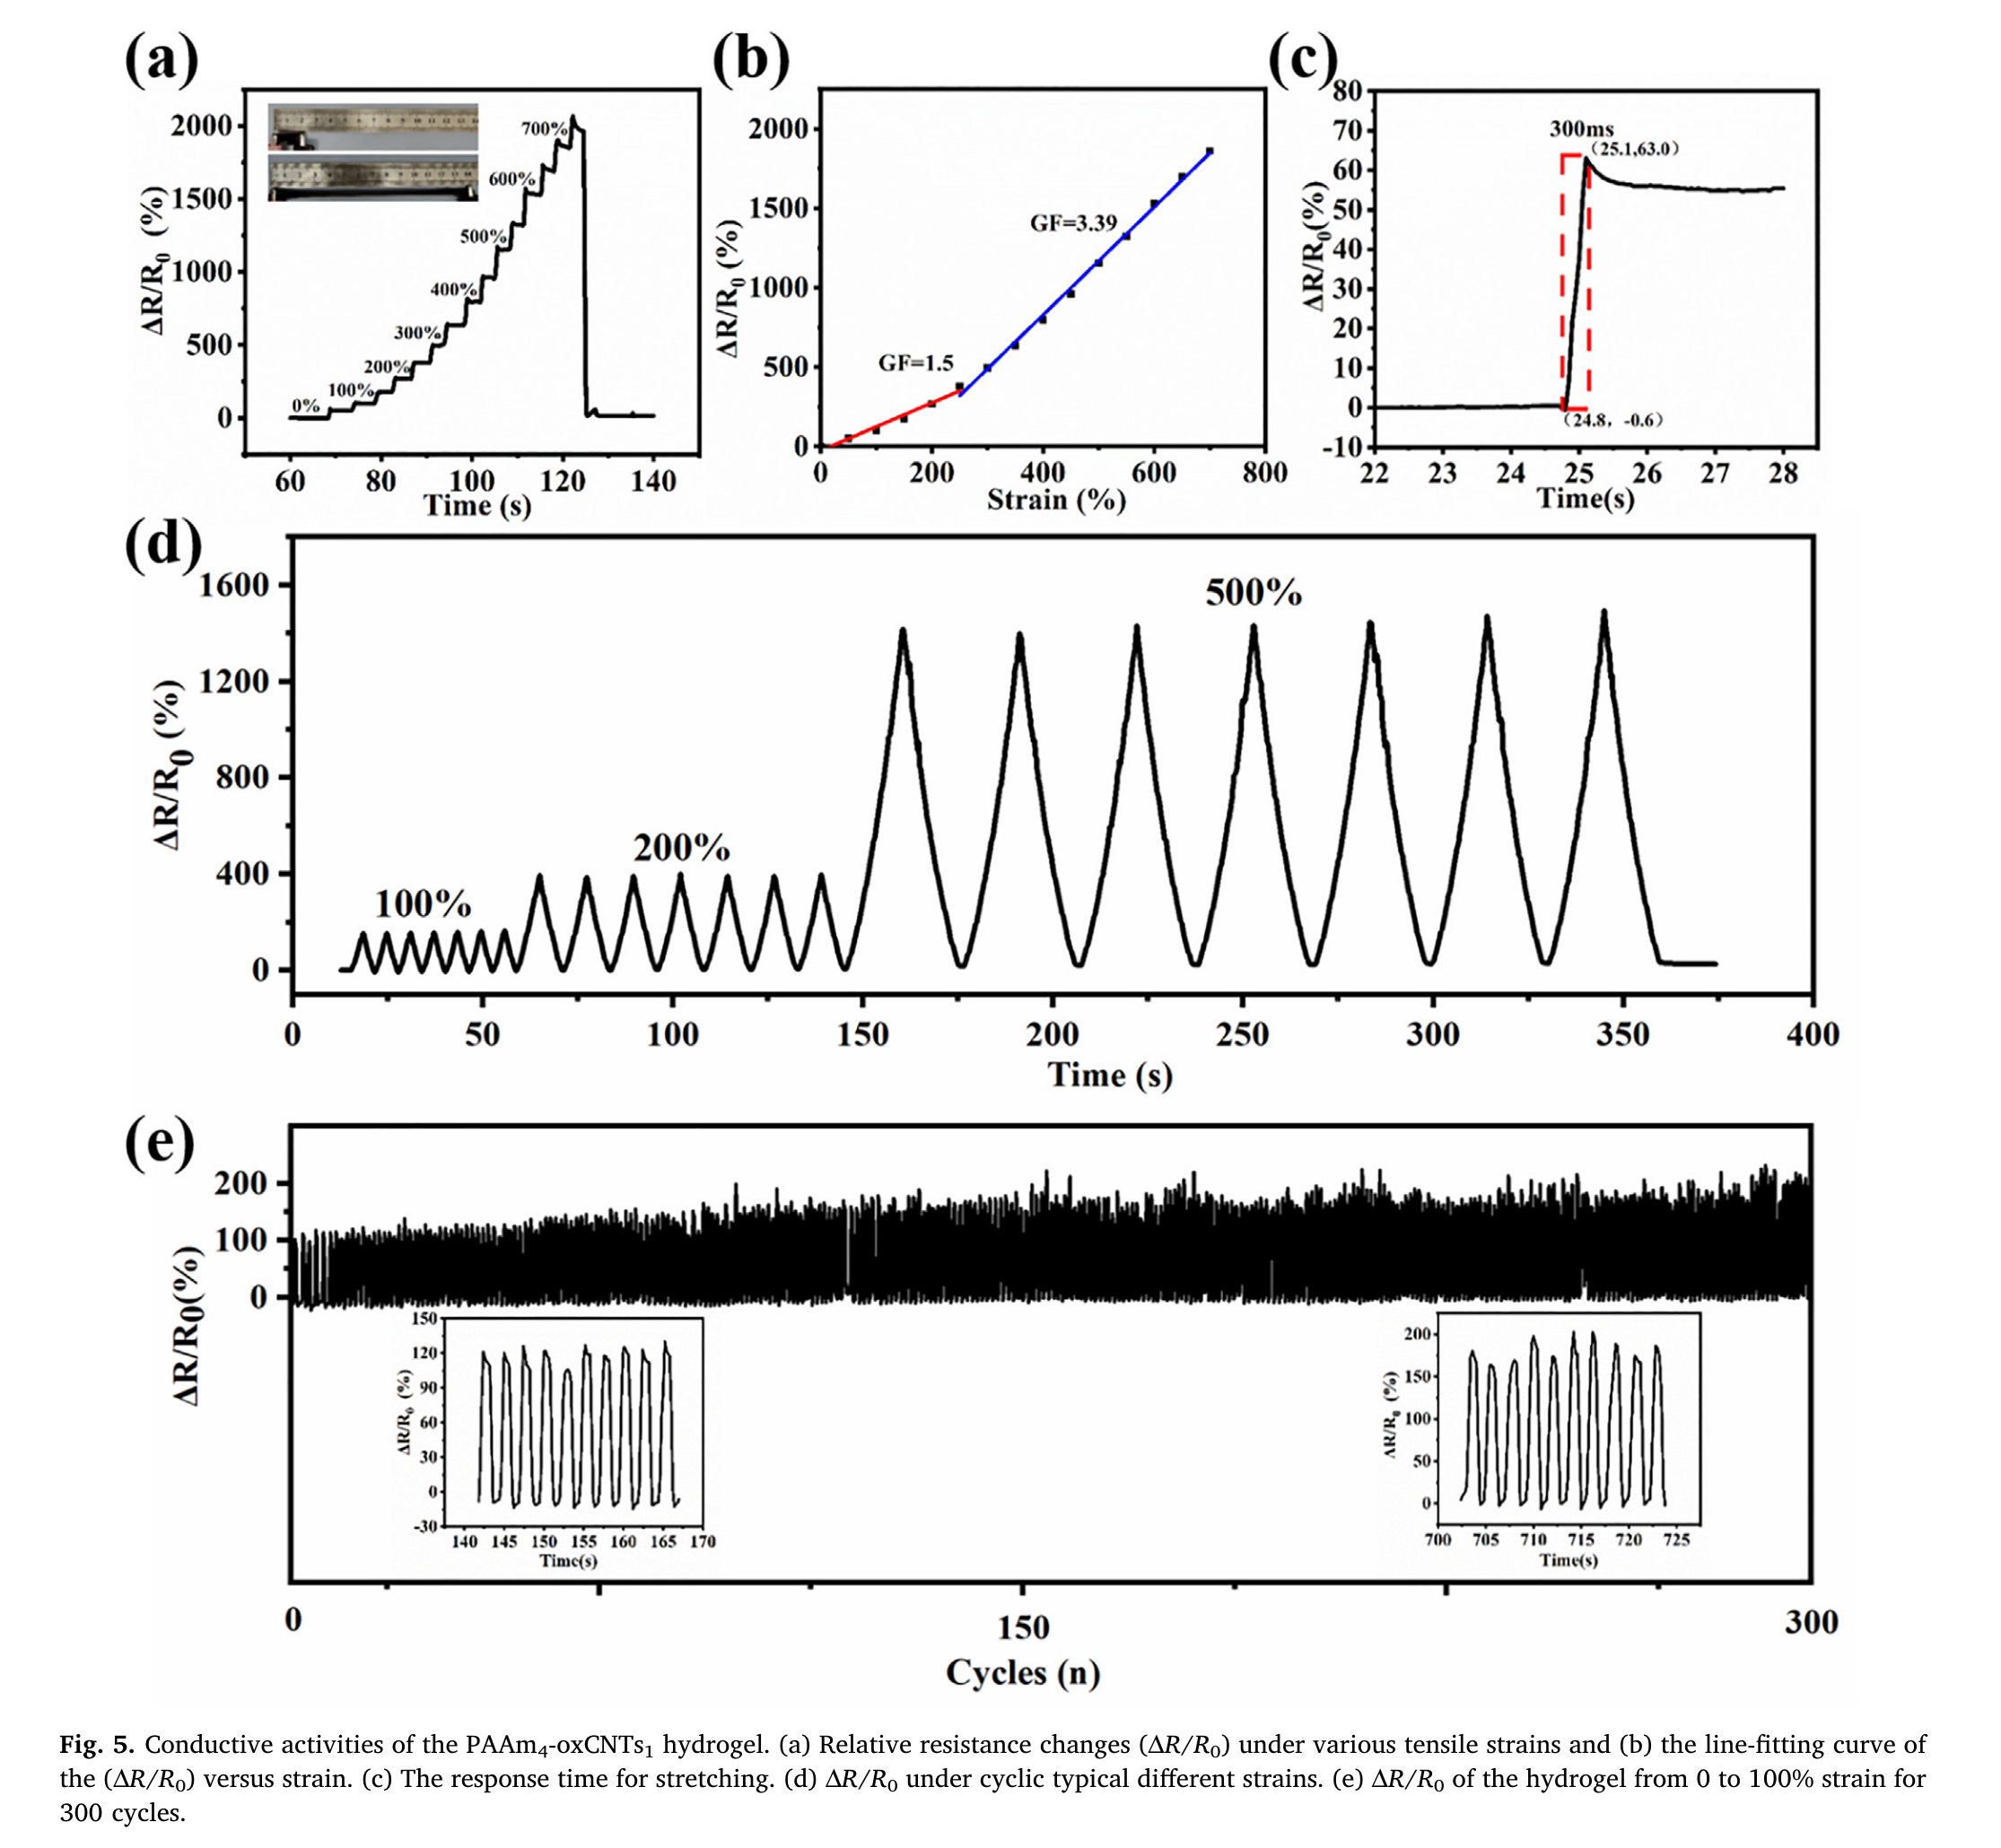 (a)
2000
1500
1000
500
0
ΔR/R0 (%)
0%
100%
200%
300%
400%
500%
600%
700%
60 80 100 120 140
Time (s)
(b)
2000
1500
1000
500
0
ΔR/R0 (%)
GF=1.5
GF=3.39
0 200 400 600 800
Strain (%)
(c)
80
70
60
50
40
30
20
10
0
-10
ΔR/R0(%)
300ms
(25.1,63.0)
(24.8, -0.6)
22 23 24 25 26 27 28
Time(s)
(d)
1600
1200
800
400
0
ΔR/R0 (%)
100%
200%
500%
0 50 100 150 200 250 300 350 400
Time (s)
(e)
200
100
0
ΔR/R0(%)
150
120
90
60
30
0
-30
ΔR/R0 (%)
140 145 150 155 160 165 170
Time(s)
200
150
100
50
0
ΔR/R0 (%)
700 705 710 715 720 725
Time(s)
0 150 300
Cycles (n)
Fig. 5. Conductive activities of the PAAm4-oxCNTs1 hydrogel. (a) Relative resistance changes (ΔR/R0) under various tensile strains and (b) the line-fitting curve of
the (ΔR/R0) versus strain. (c) The response time for stretching. (d) ΔR/R0 under cyclic typical different strains. (e) ΔR/R0 of the hydrogel from 0 to 100% strain for
300 cycles.